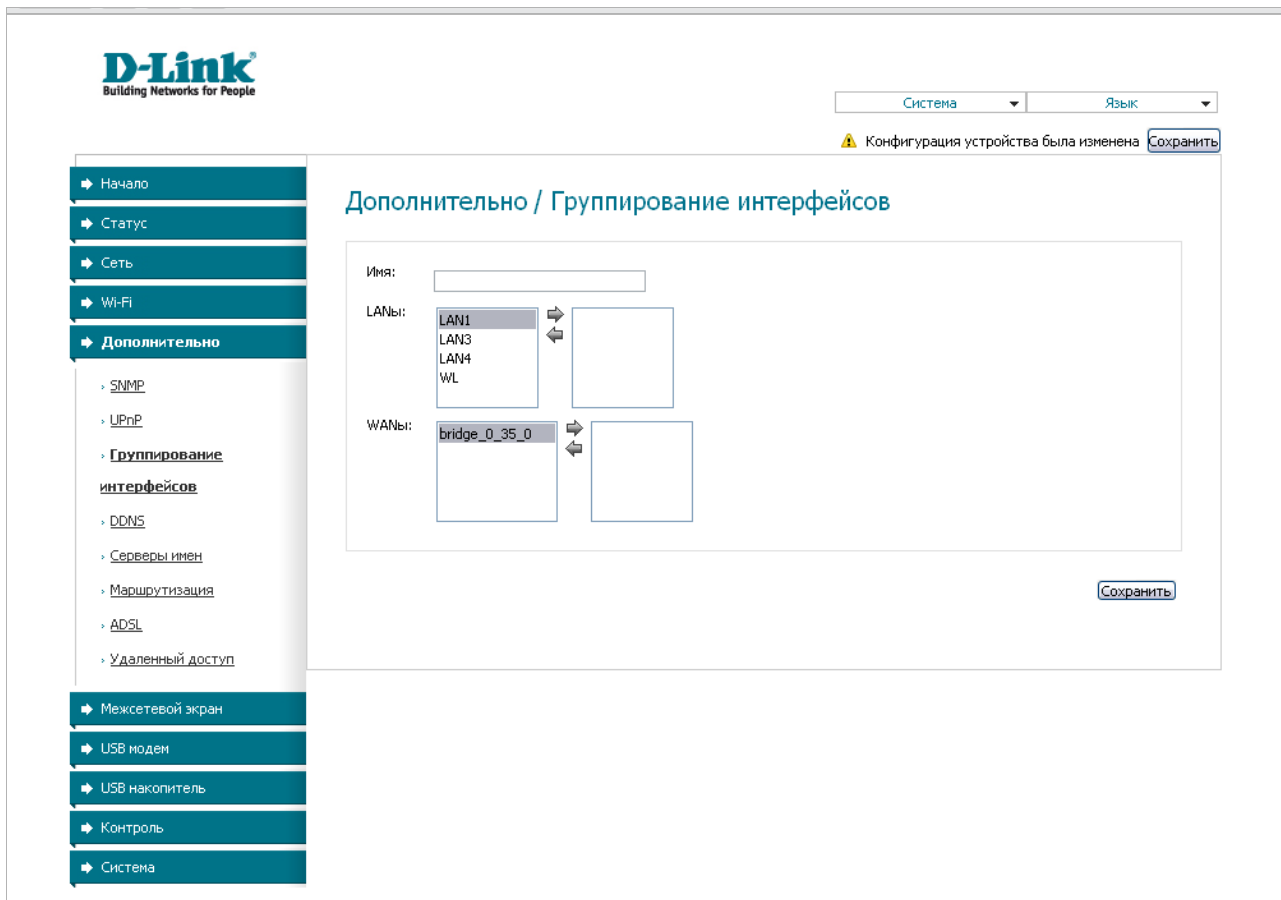 D-Link®
Building Networks for People
Система
Язык
Конфигурация устройства была изменена Сохранить
Начало
Статус
Сеть
Wi-Fi
Дополнительно
SNMP
UPnP
Группирование
интерфейсов
DDNS
Серверы имен
Маршрутизация
ADSL
Удаленный доступ
Межсетевой экран
USB модем
USB накопитель
Контроль
Система
Дополнительно / Группирование интерфейсов
Имя:
LANы:
LAN1
LAN3
LAN4
WL
WANы:
bridge_0_35_0
Сохранить